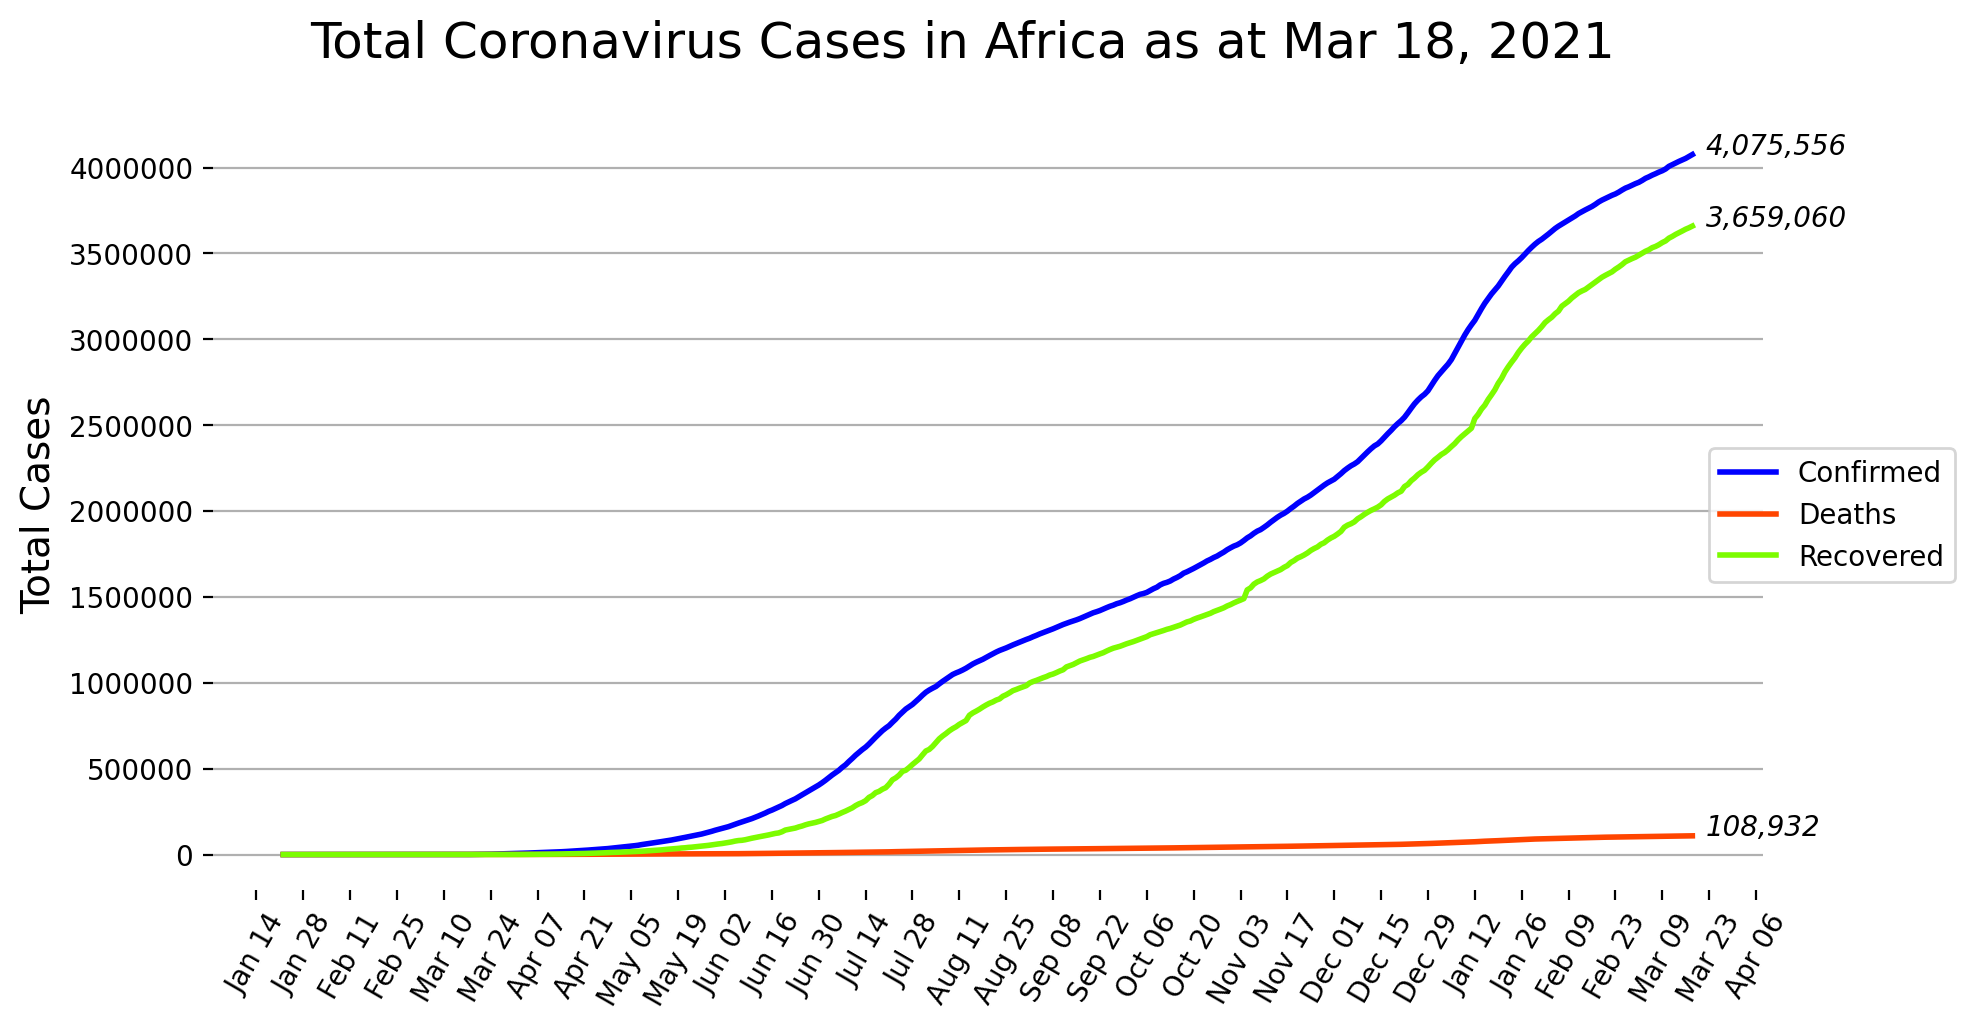 Total Coronavirus Cases in Africa as at Mar 18, 2021
4,075,556
4000000
3,659,060
3500000
3000000
2500000
2000000
1500000
1000000
500000
0
Total Cases
Confirmed
Deaths
Recovered
108,932
Jan 14
Jan 28
Feb 11
Feb 25
Mar 10
Mar 24
Apr 07
Apr 21
May 05
May 19
Jun 02
Jun 16
Jun 30
Jul 14
Jul 28
Aug 11
Aug 25
Sep 08
Sep 22
Oct 06
Oct 20
Nov 03
Nov 17
Dec 01
Dec 15
Dec 29
Jan 12
Jan 26
Feb 09
Feb 23
Mar 09
Mar 23
Apr 06